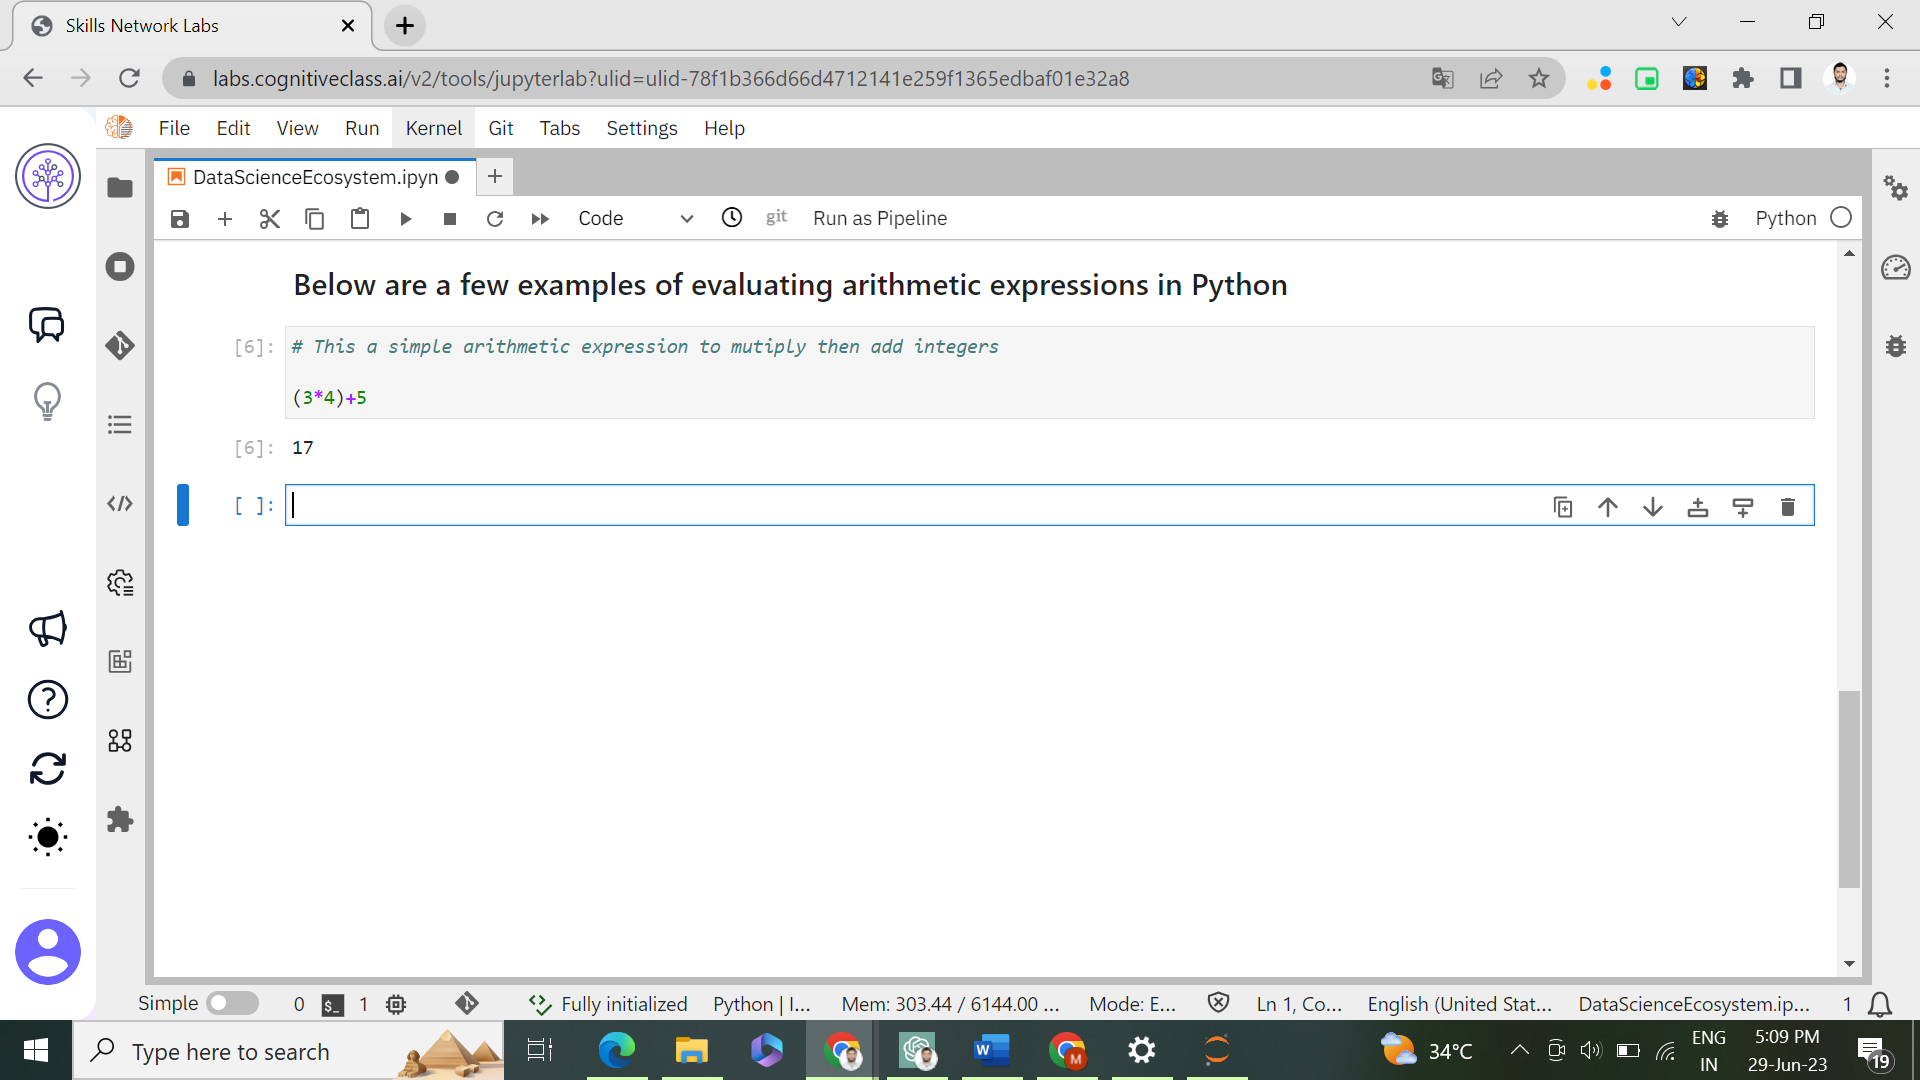 Skills Network Labs
labs.cognitiveclass.ai/v2/tools/jupyterlab?ulid=ulid-78f1b366d66d4712141e259f1365edbaf01e32a8
File Edit View Run Kernel Git Tabs Settings Help
DataScienceEcosystem.ipyn
Code git Run as Pipeline Python
Below are a few examples of evaluating arithmetic expressions in Python
[6]: # This a simple arithmetic expression to mutiply then add integers
(3*4)+5
[6]: 17
[ ]:
Simple 0 $_ 1 Fully initialized Python | I... Mem: 303.44 / 6144.00 ... Mode: E... Ln 1, Co... English (United Stat... DataScienceEcosystem.ip... 1
Type here to search W M 34°C ENG 5:09 PM
IN 29-Jun-23 19